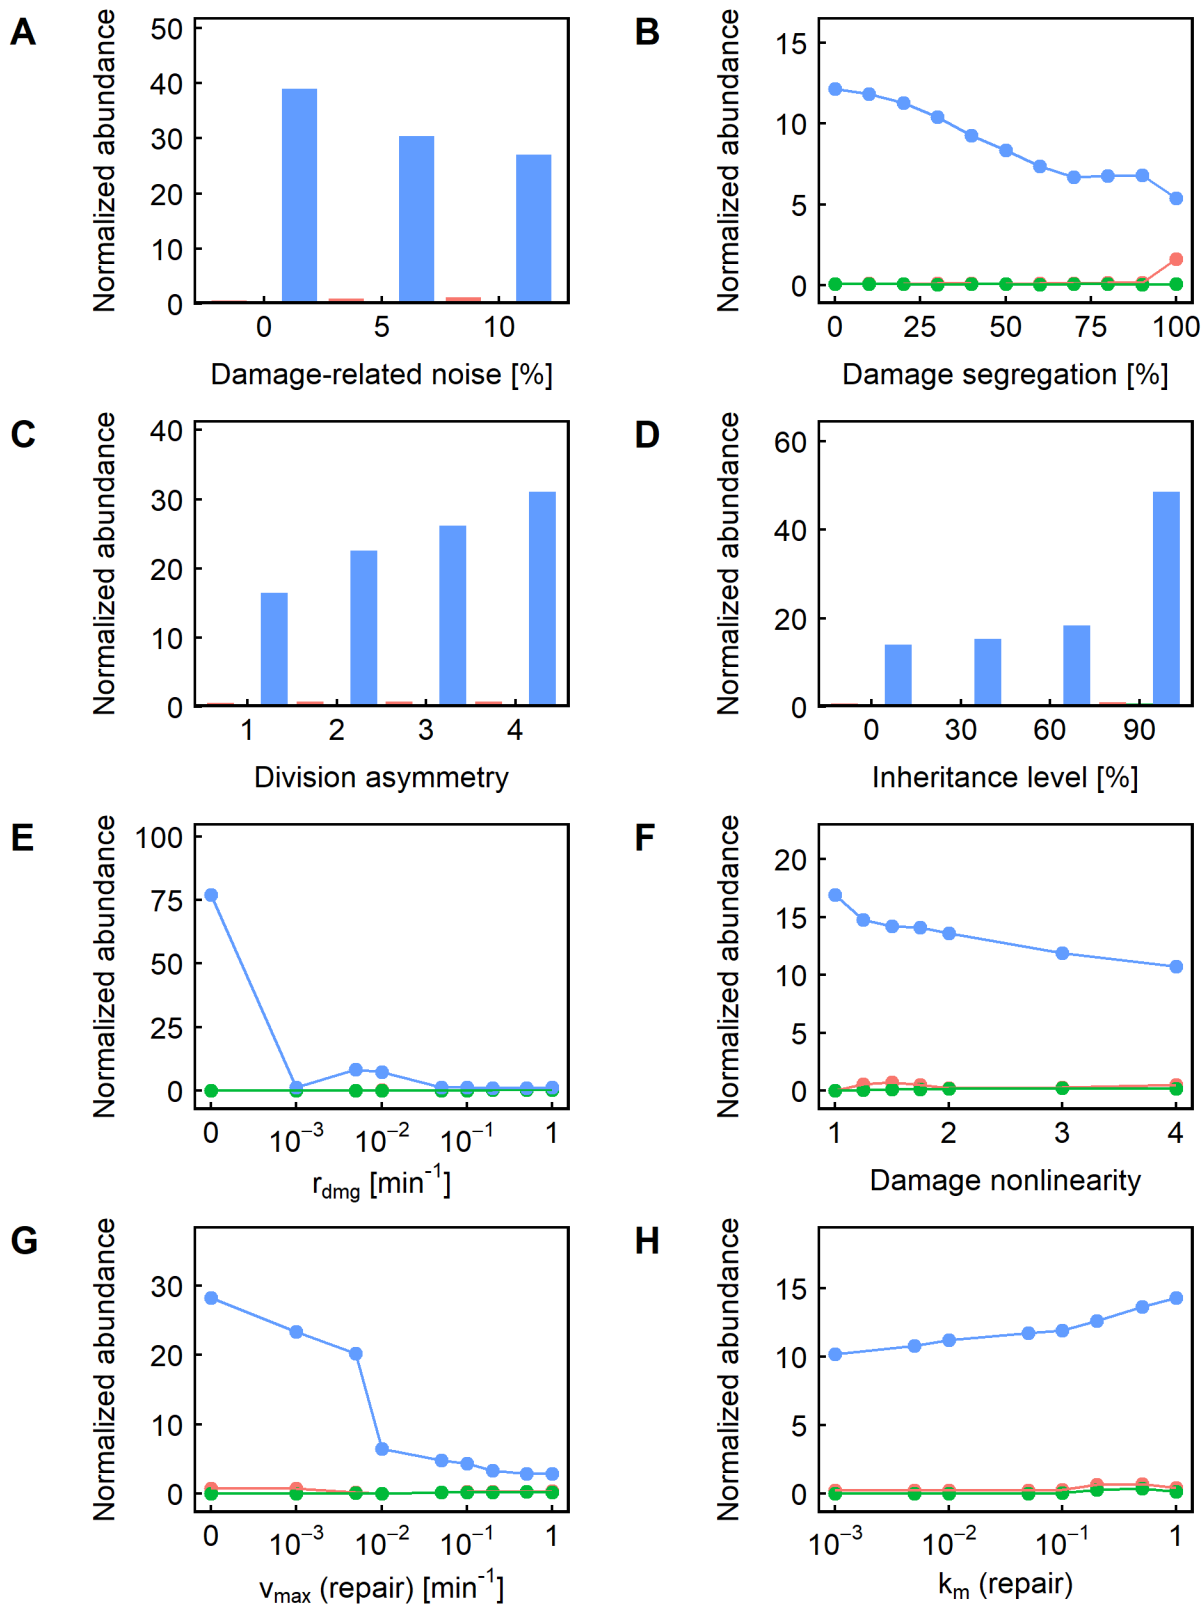 A
Normalized abundance
50
40
30
20
10
0
0 5 10
Damage-related noise [%]
B
Normalized abundance
15
10
5
0
0 25 50 75 100
Damage segregation [%]
C
Normalized abundance
40
30
20
10
0
1 2 3 4
Division asymmetry
D
Normalized abundance
60
40
20
0
0 30 60 90
Inheritance level [%]
E
Normalized abundance
100
75
50
25
0
0 10⁻³ 10⁻² 10⁻¹ 1
r_dmg [min⁻¹]
F
Normalized abundance
20
15
10
5
0
1 2 3 4
Damage nonlinearity
G
Normalized abundance
30
20
10
0
0 10⁻³ 10⁻² 10⁻¹ 1
v_max (repair) [min⁻¹]
H
Normalized abundance
15
10
5
0
10⁻³ 10⁻² 10⁻¹ 1
k_m (repair)